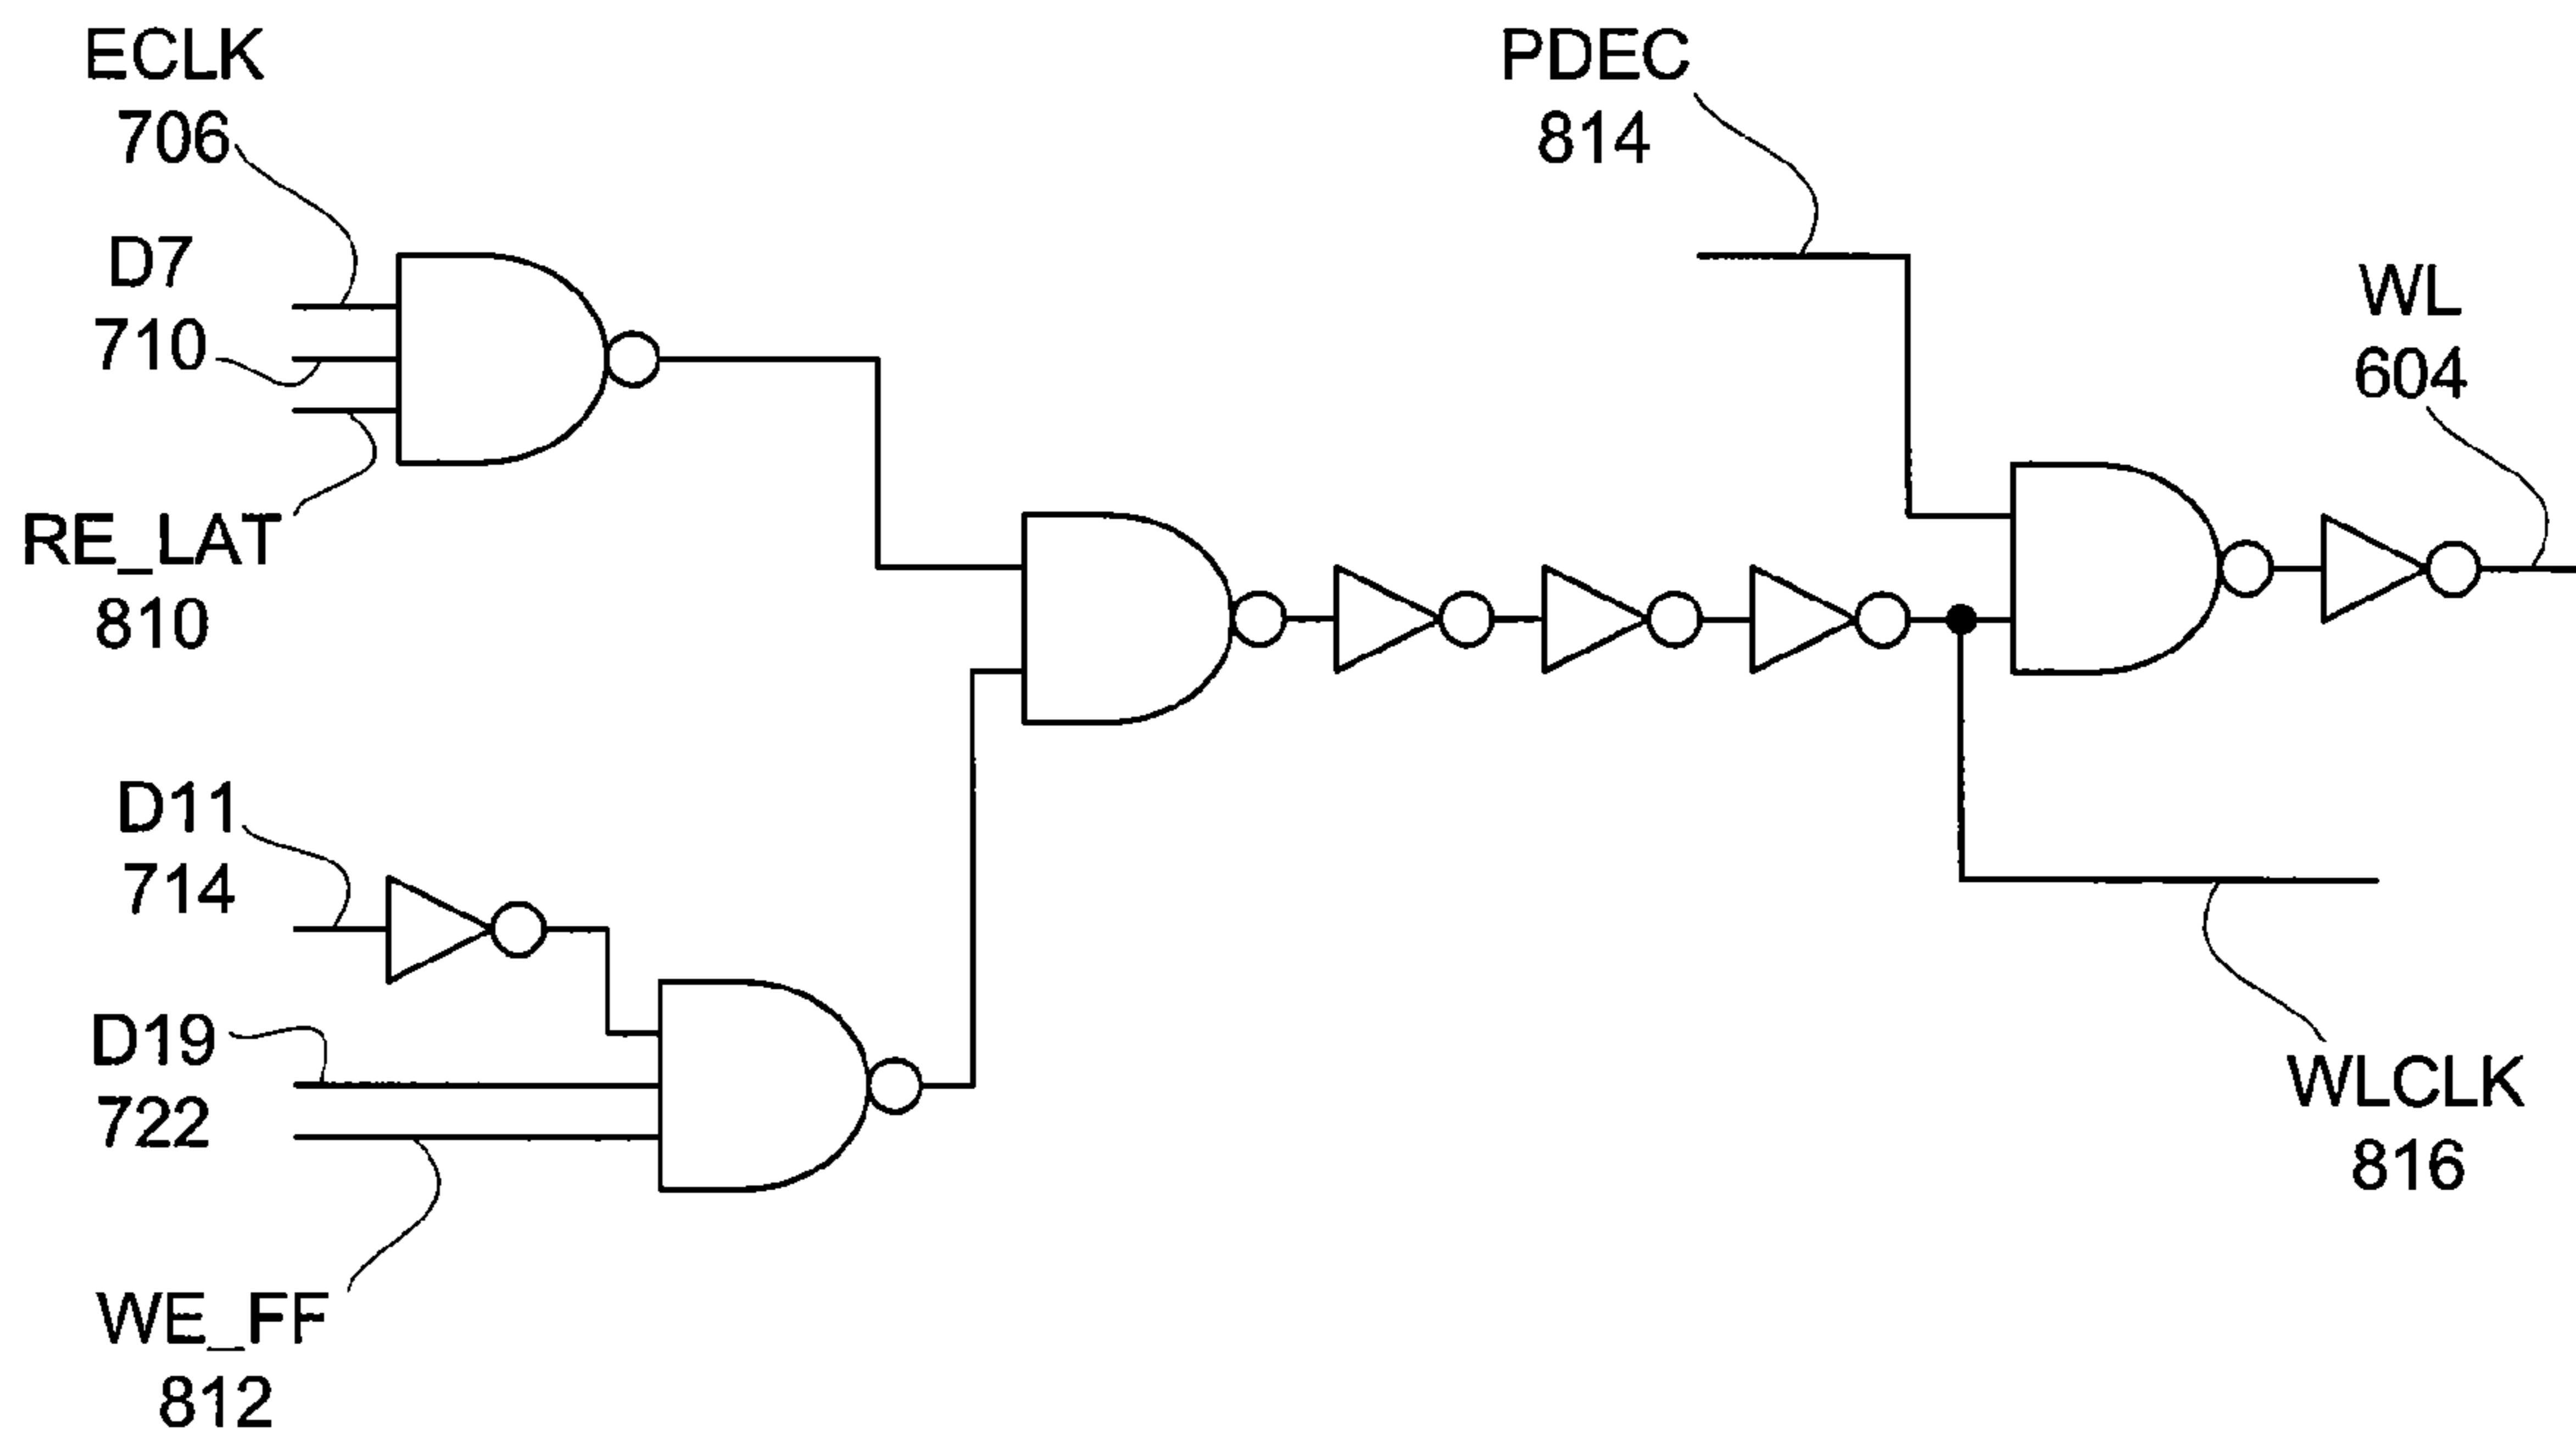 ECLK
706
D7
710
RE_LAT
810
D11
714
D19
722
WE_FF
812
PDEC
814
WL
604
WLCLK
816